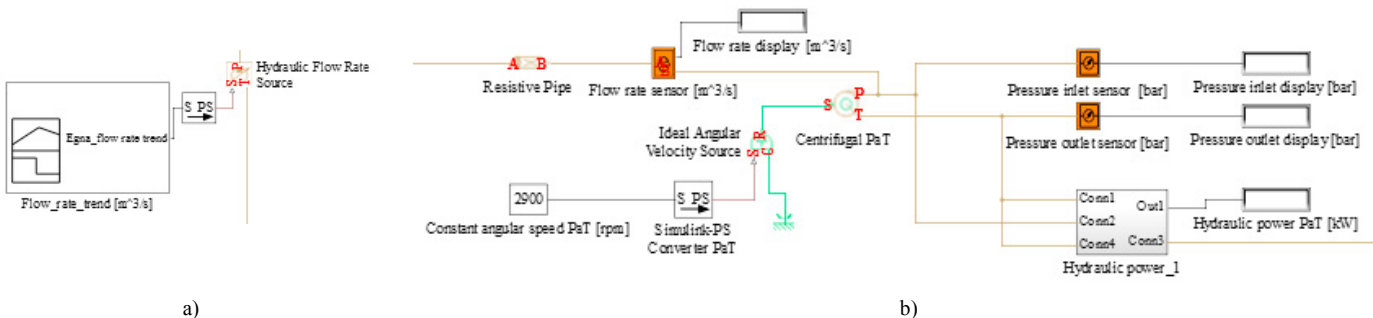 Hydraulic Flow Rate
Source
S
P
T
S PS
Egna_flow rate trend
Flow_rate_trend [m^3/s]
a)
Flow rate display [m^3/s]
A B
Resistive Pipe
Flow rate sensor [m^3/s]
S
P
T
Centrifugal PaT
Ideal Angular
Velocity Source
S
R
C
2900
Constant angular speed PaT [rpm]
S PS
Simulink-PS
Converter PaT
Pressure inlet sensor [bar]
Pressure inlet display [bar]
Pressure outlet sensor [bar]
Pressure outlet display [bar]
Conn1
Conn2
Conn4
Out1
Conn3
Hydraulic power_1
Hydraulic power PaT [kW]
b)